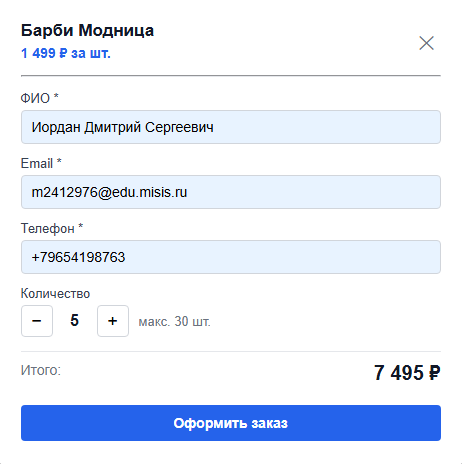 Барби Модница
1 499 ₽ за шт.
ФИО *
Иордан Дмитрий Сергеевич
Email *
m2412976@edu.misis.ru
Телефон *
+79654198763
Количество
− 5 + макс. 30 шт.
Итого: 7 495 ₽
Оформить заказ